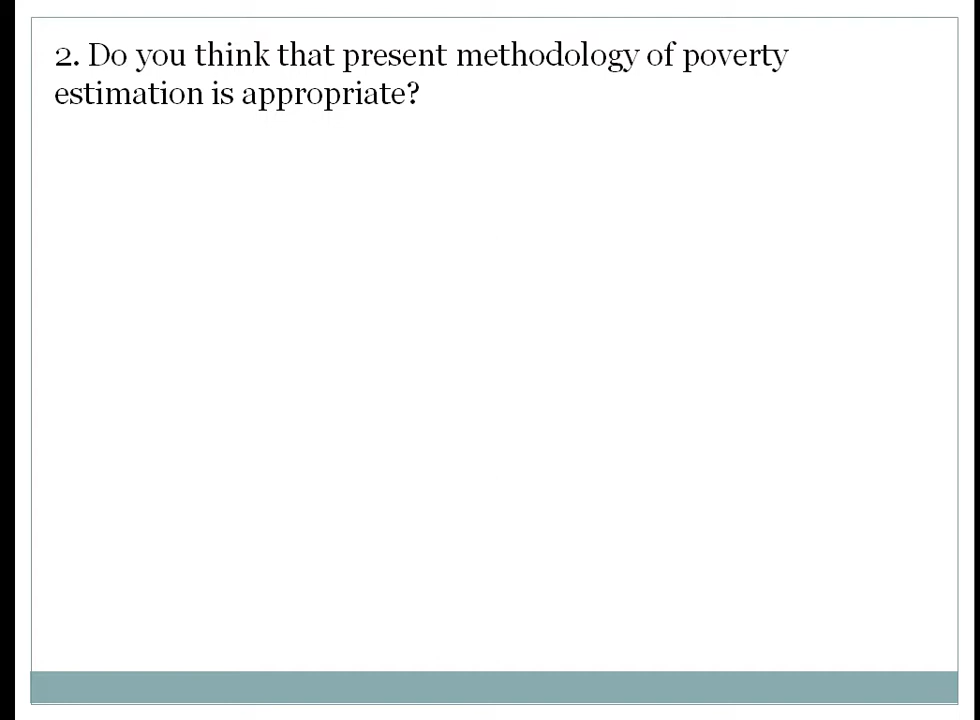 2. Do you think that present methodology of poverty
estimation is appropriate?